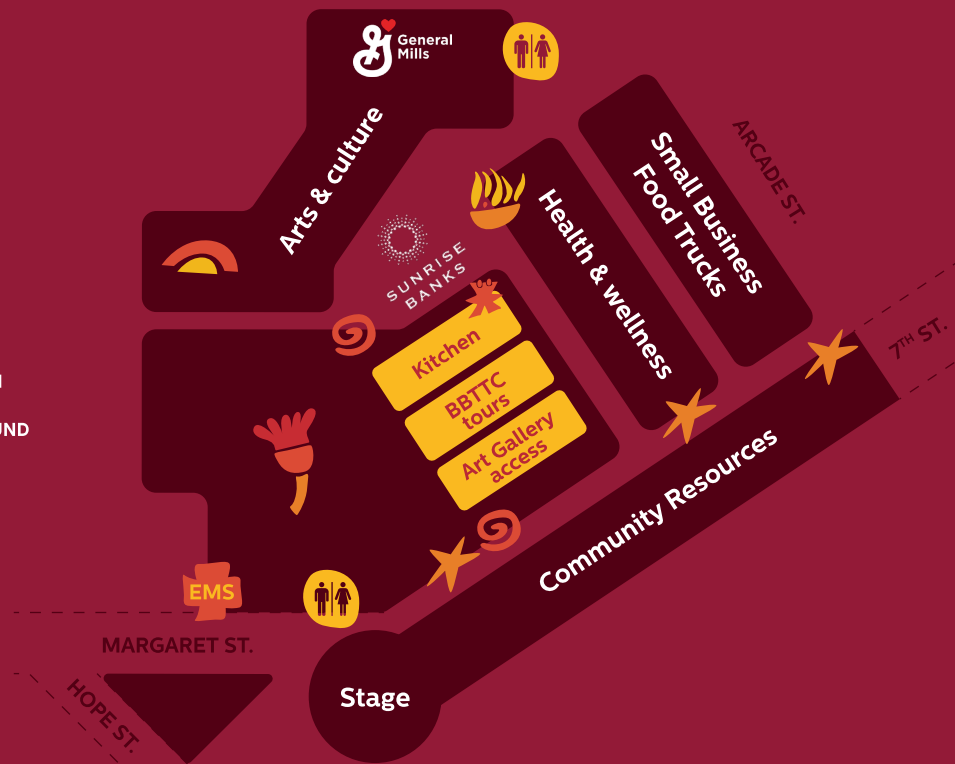 General
Mills
Arts & culture
SUNRISE
BANKS
Health & wellness
Small Business
Food Trucks
ARCADE ST.
7TH ST.
Kitchen
BBTTC
tours
Art Gallery
access
UND
Community Resources
EMS
MARGARET ST.
HOPE ST.
Stage